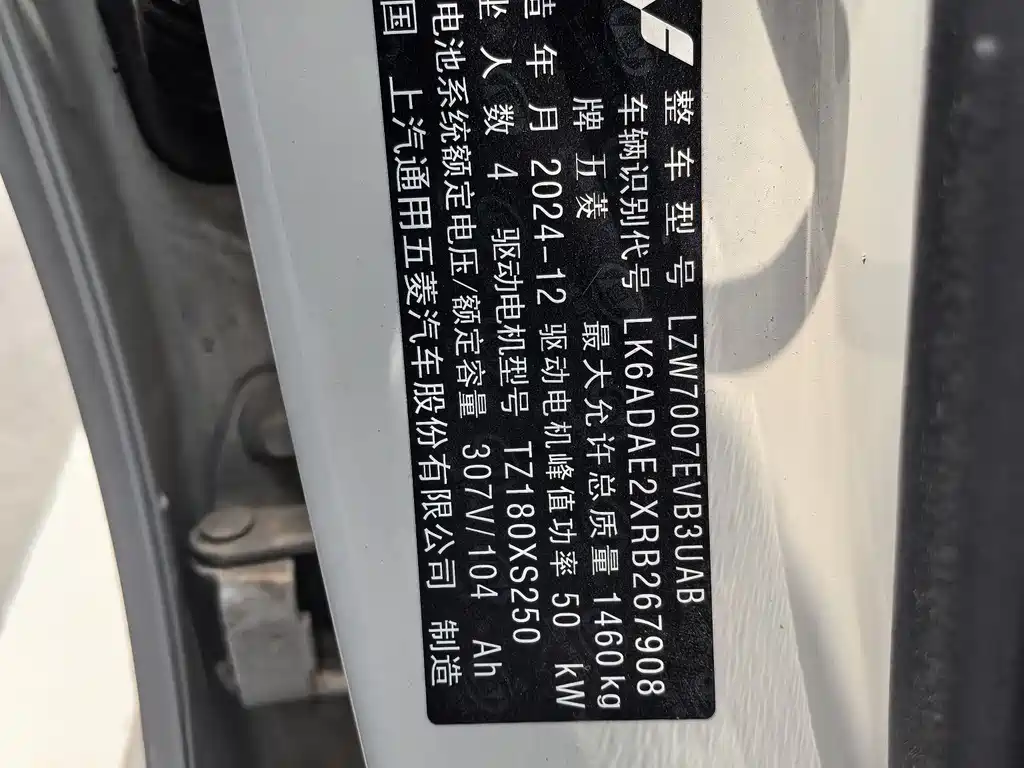 整车型号 LZW7007EVB3UAB
车辆识别代号 LK6ADAE2XRB267908
牌 五菱 最大允许总质量 1460kg
造年月 2024-12 驱动电机峰值功率 50 kW
人数 4 驱动电机型号 TZ180XS250
电池系统额定电压/额定容量 307V/104 Ah
国 上汽通用五菱汽车股份有限公司 制造